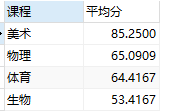 课程 平均分
美术 85.2500
物理 65.0909
体育 64.4167
生物 53.4167